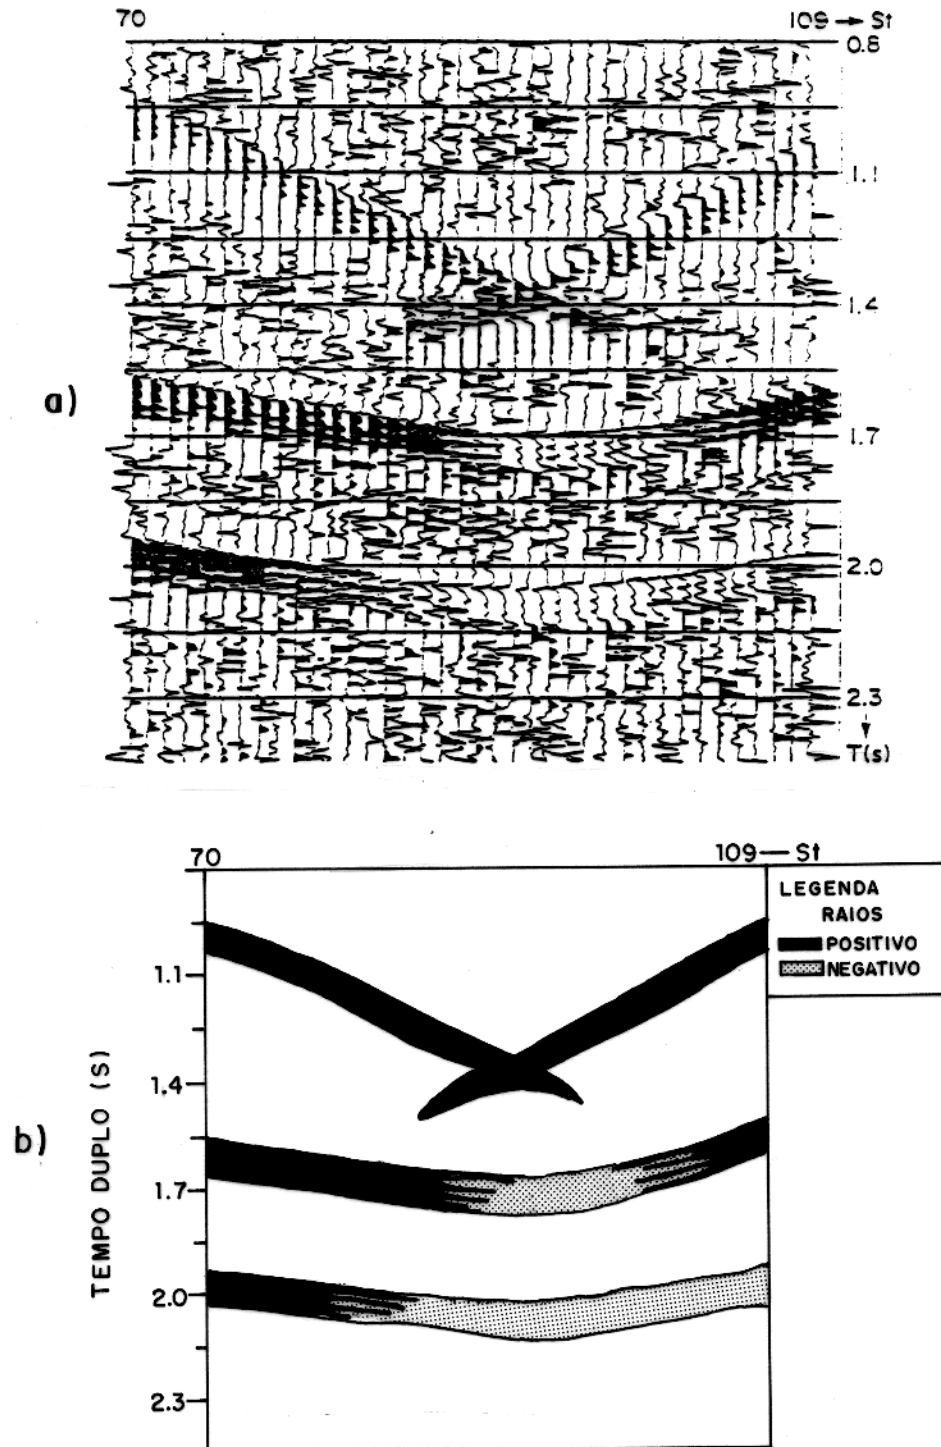 70
109 → St
0.8
1.1
1.4
a)
1.7
2.0
2.3
T(s)
70
109 — St
LEGENDA
RAIOS
POSITIVO
NEGATIVO
1.1
1.4
TEMPO DUPLO (S)
b)
1.7
2.0
2.3